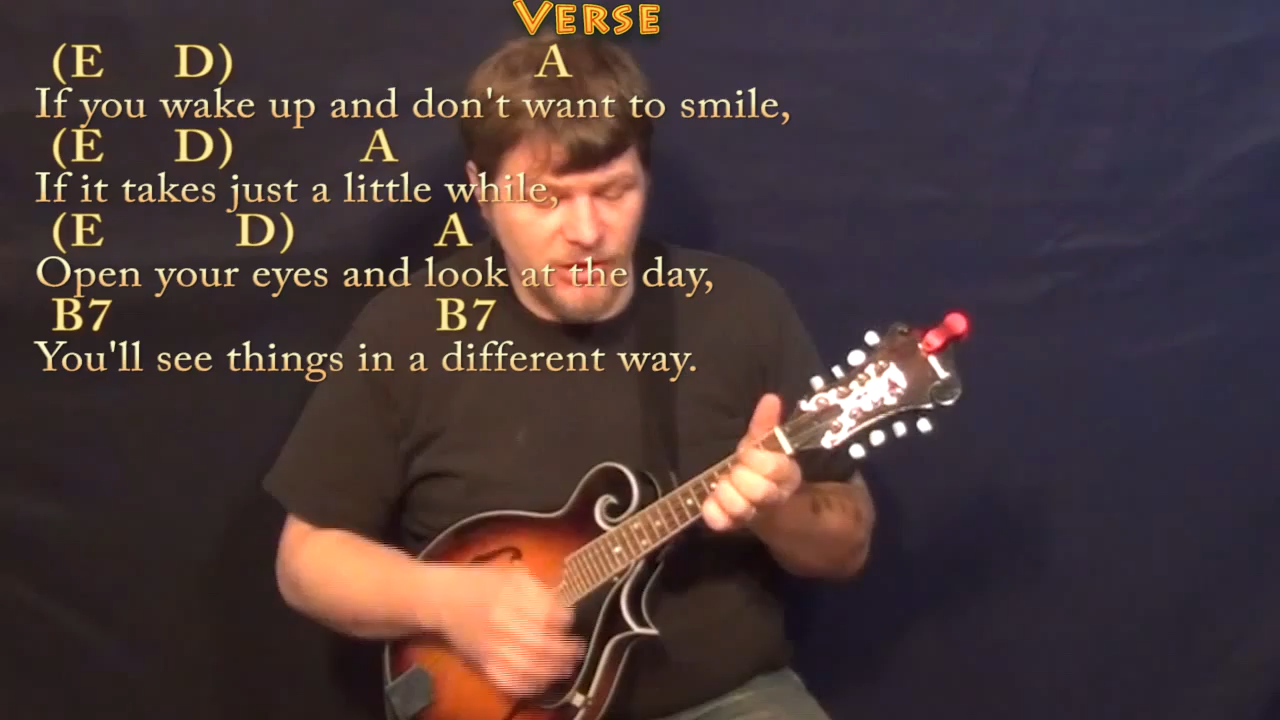 VERSE
(E D) A
If you wake up and don't want to smile,
(E D) A
If it takes just a little while,
(E D) A
Open your eyes and look at the day,
B7 B7
You'll see things in a different way.